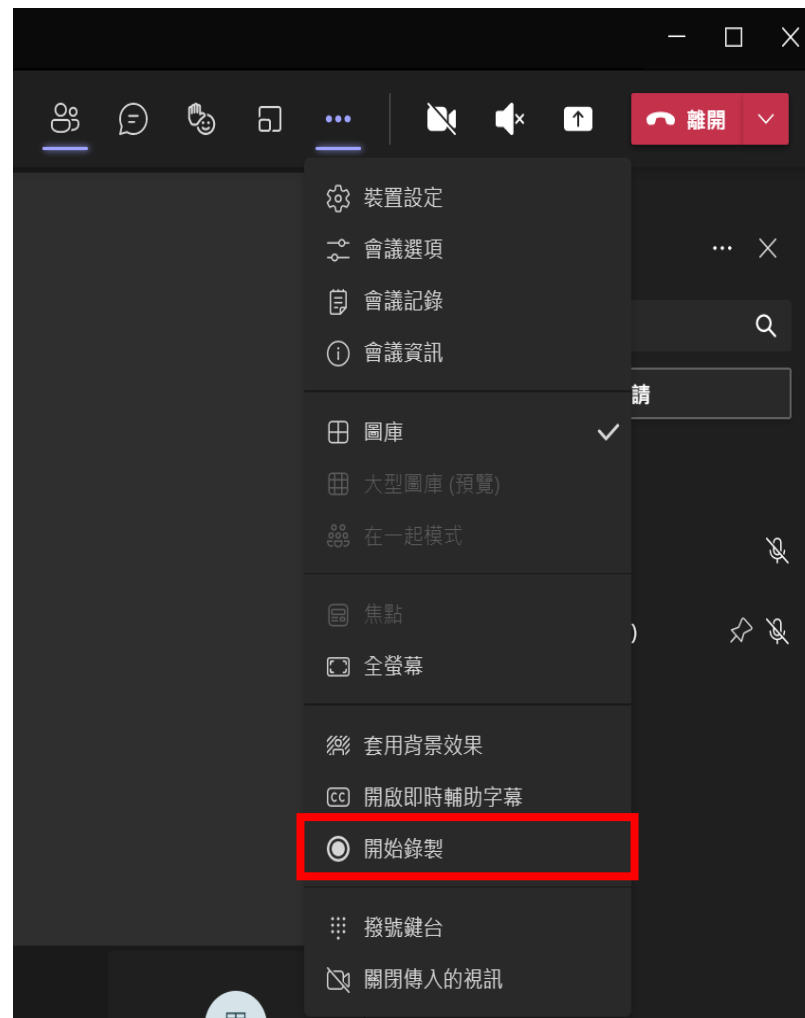 離開
裝置設定
會議選項
會議記錄
會議資訊
請
圖庫
大型圖庫 (預覽)
在一起模式
焦點
)
全螢幕
套用背景效果
CC 開啟即時輔助字幕
開始錄製
撥號鍵台
關閉傳入的視訊